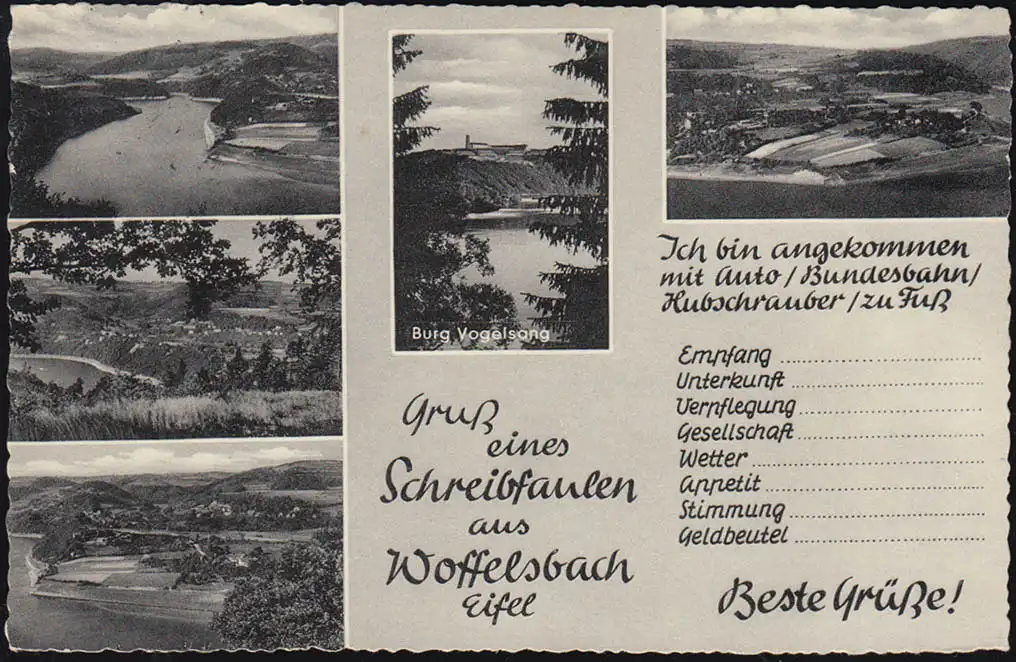 Burg Vogelsang
Gruß
eines
Schreibfaulen
aus
Woffelsbach
Eifel
Ich bin angekommen
mit Auto/Bundesbahn/
Hubschrauber/zu Fuß
Empfang
Unterkunft
Verpflegung
Gesellschaft
Wetter
Appetit
Stimmung
Geldbeutel
Beste Grüße!